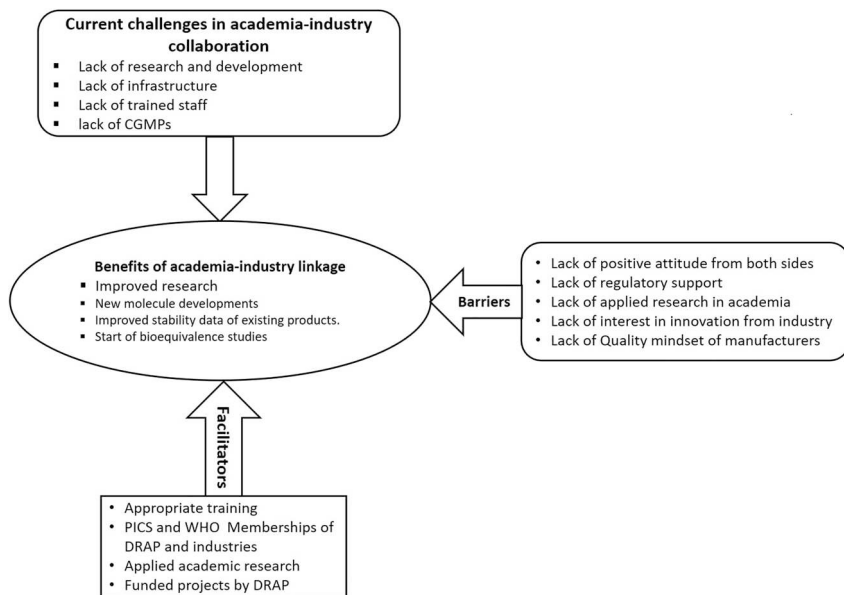 Current challenges in academia-industry
collaboration
▪ Lack of research and development
▪ Lack of infrastructure
▪ Lack of trained staff
▪ lack of CGMPs
Benefits of academia-industry linkage
▪ Improved research
▪ New molecule developments
▪ Improved stability data of existing products.
▪ Start of bioequivalence studies
Barriers
• Lack of positive attitude from both sides
• Lack of regulatory support
• Lack of applied research in academia
• Lack of interest in innovation from industry
• Lack of Quality mindset of manufacturers
Facilitators
• Appropriate training
• PICS and WHO Memberships of
DRAP and industries
• Applied academic research
• Funded projects by DRAP